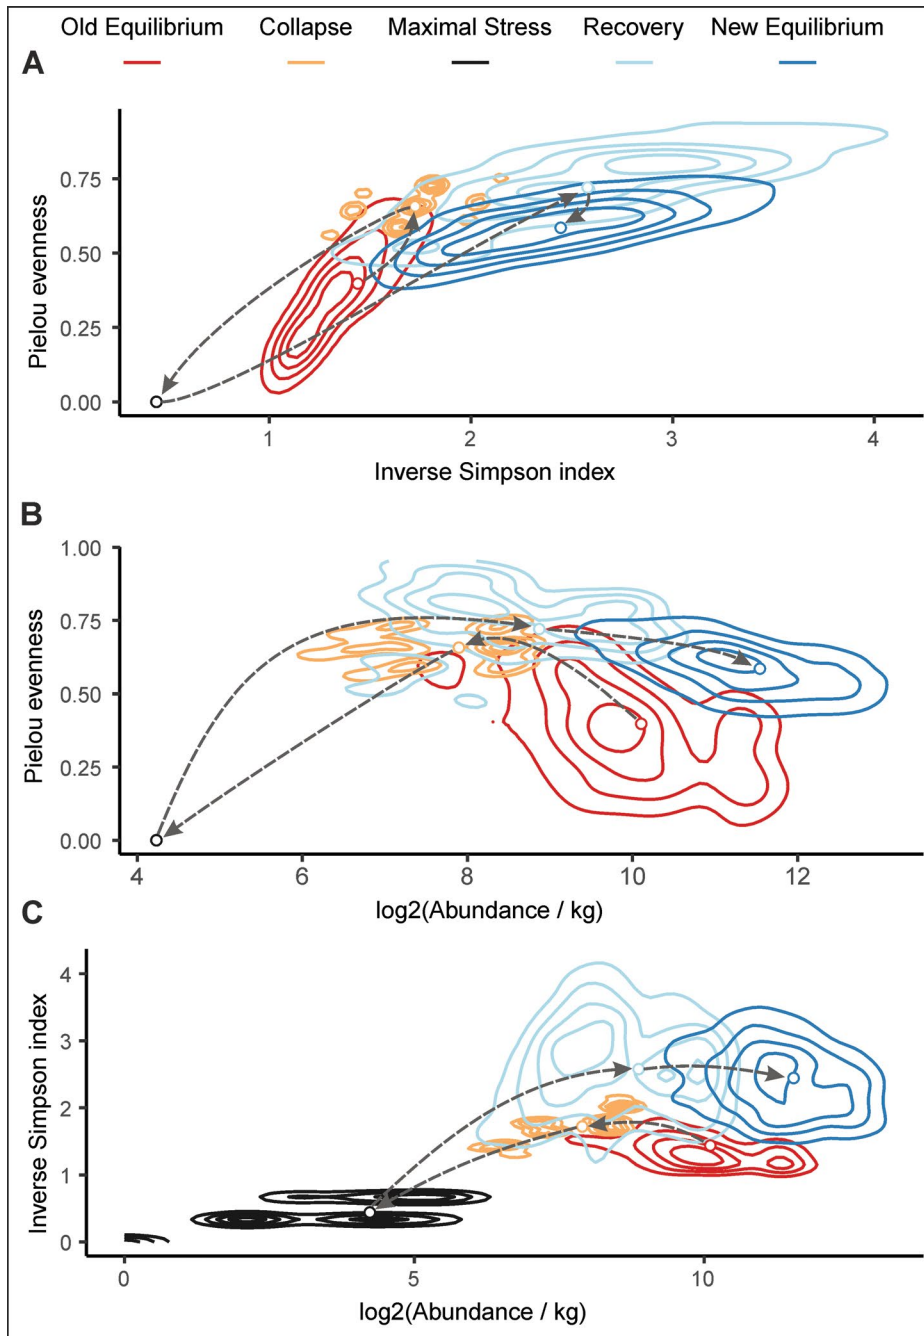 Old Equilibrium Collapse Maximal Stress Recovery New Equilibrium
A
Pielou evenness
0.75
0.50
0.25
0.00
1 2 3 4
Inverse Simpson index
B
Pielou evenness
1.00
0.75
0.50
0.25
0.00
4 6 8 10 12
log2(Abundance / kg)
C
Inverse Simpson index
4
3
2
1
0
0 5 10
log2(Abundance / kg)